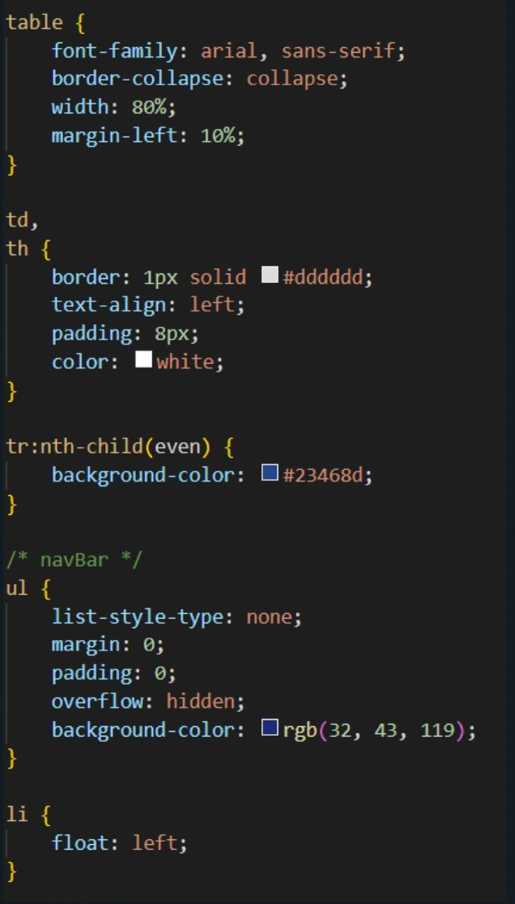 table {
    font-family: arial, sans-serif;
    border-collapse: collapse;
    width: 80%;
    margin-left: 10%;
}

td,
th {
    border: 1px solid #dddddd;
    text-align: left;
    padding: 8px;
    color: white;
}

tr:nth-child(even) {
    background-color: #23468d;
}

/* navBar */
ul {
    list-style-type: none;
    margin: 0;
    padding: 0;
    overflow: hidden;
    background-color: rgb(32, 43, 119);
}

li {
    float: left;
}